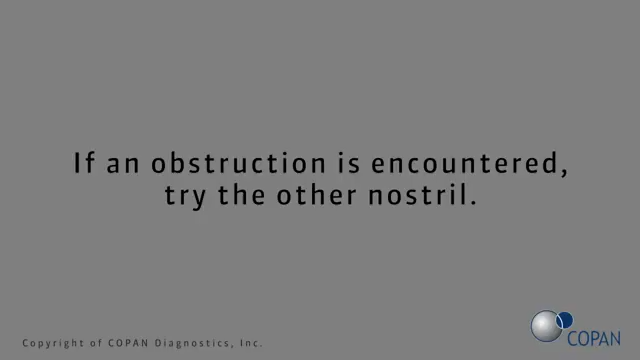 If an obstruction is encountered,
try the other nostril.
Copyright of COPAN Diagnostics, Inc.
COPAN